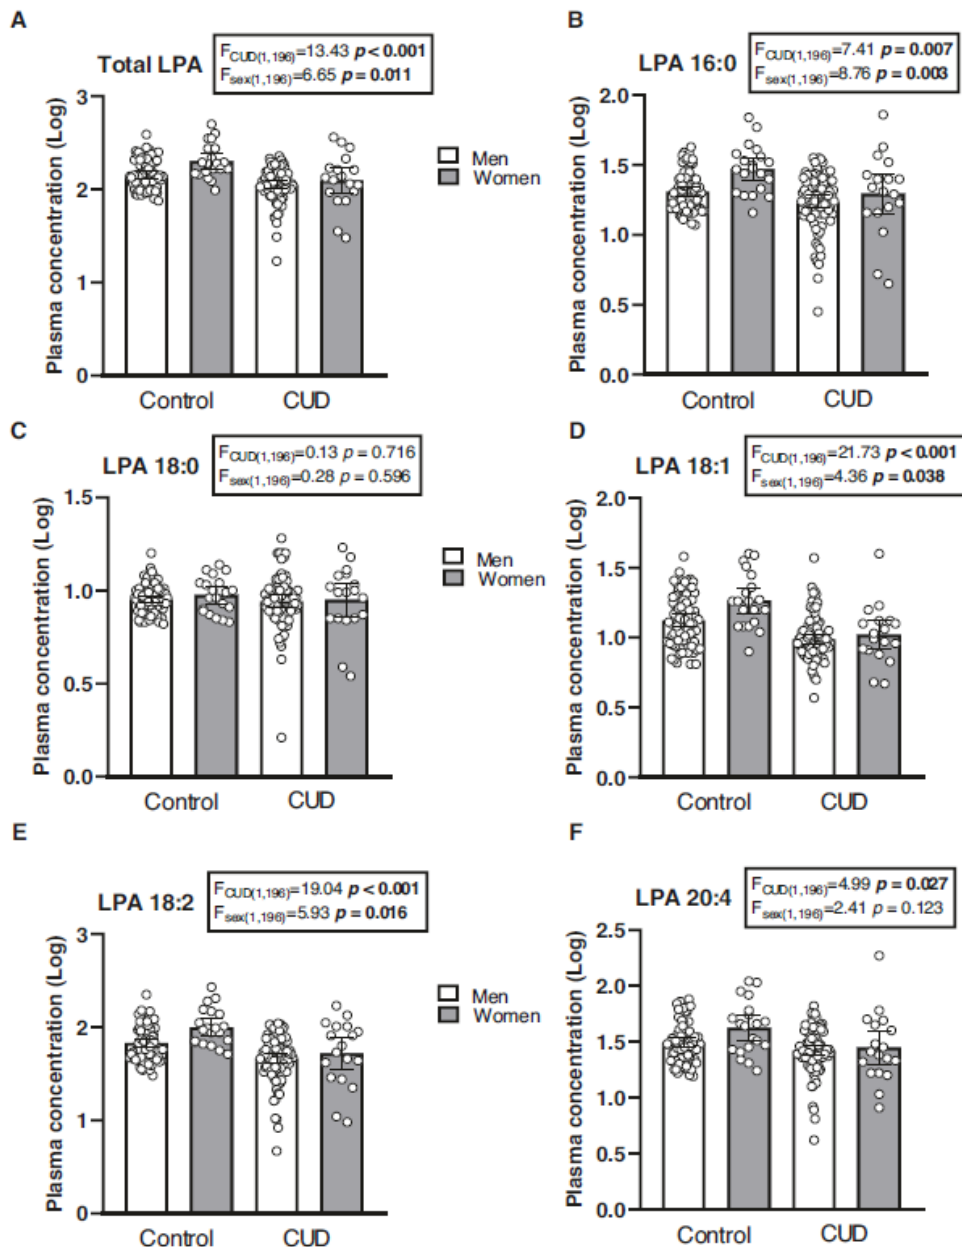 A
Total LPA
F_CUD(1,196)=13.43 p < 0.001
F_sex(1,196)=6.65 p = 0.011
Plasma concentration (Log)
3
2
1
0
Control CUD
Men
Women
B
LPA 16:0
F_CUD(1,196)=7.41 p = 0.007
F_sex(1,196)=8.76 p = 0.003
Plasma concentration (Log)
2.0
1.5
1.0
0.5
0.0
Control CUD
C
LPA 18:0
F_CUD(1,196)=0.13 p = 0.716
F_sex(1,196)=0.28 p = 0.596
Plasma concentration (Log)
1.5
1.0
0.5
0.0
Control CUD
Men
Women
D
LPA 18:1
F_CUD(1,196)=21.73 p < 0.001
F_sex(1,196)=4.36 p = 0.038
Plasma concentration (Log)
2.0
1.5
1.0
0.5
0.0
Control CUD
E
LPA 18:2
F_CUD(1,196)=19.04 p < 0.001
F_sex(1,196)=5.93 p = 0.016
Plasma concentration (Log)
3
2
1
0
Control CUD
Men
Women
F
LPA 20:4
F_CUD(1,196)=4.99 p = 0.027
F_sex(1,196)=2.41 p = 0.123
Plasma concentration (Log)
2.5
2.0
1.5
1.0
0.5
0.0
Control CUD